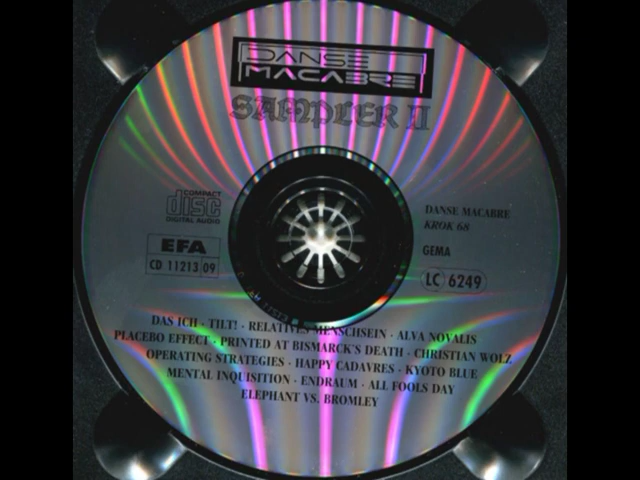 DANSE
MACABRE
SAMPLER II
COMPACT
disc
DIGITAL AUDIO
DANSE MACABRE
KROK 68
EFA
GEMA
CD 11213 09
LC 6249
DAS ICH · TILT! · RELATIVES MENSCHSEIN · ALVA NOVALIS
PLACEBO EFFECT · PRINTED AT BISMARCK'S DEATH · CHRISTIAN WOLZ
OPERATING STRATEGIES · HAPPY CADAVRES · KYOTO BLUE
MENTAL INQUISITION · ENDRAUM · ALL FOOLS DAY
ELEPHANT VS. BROMLEY